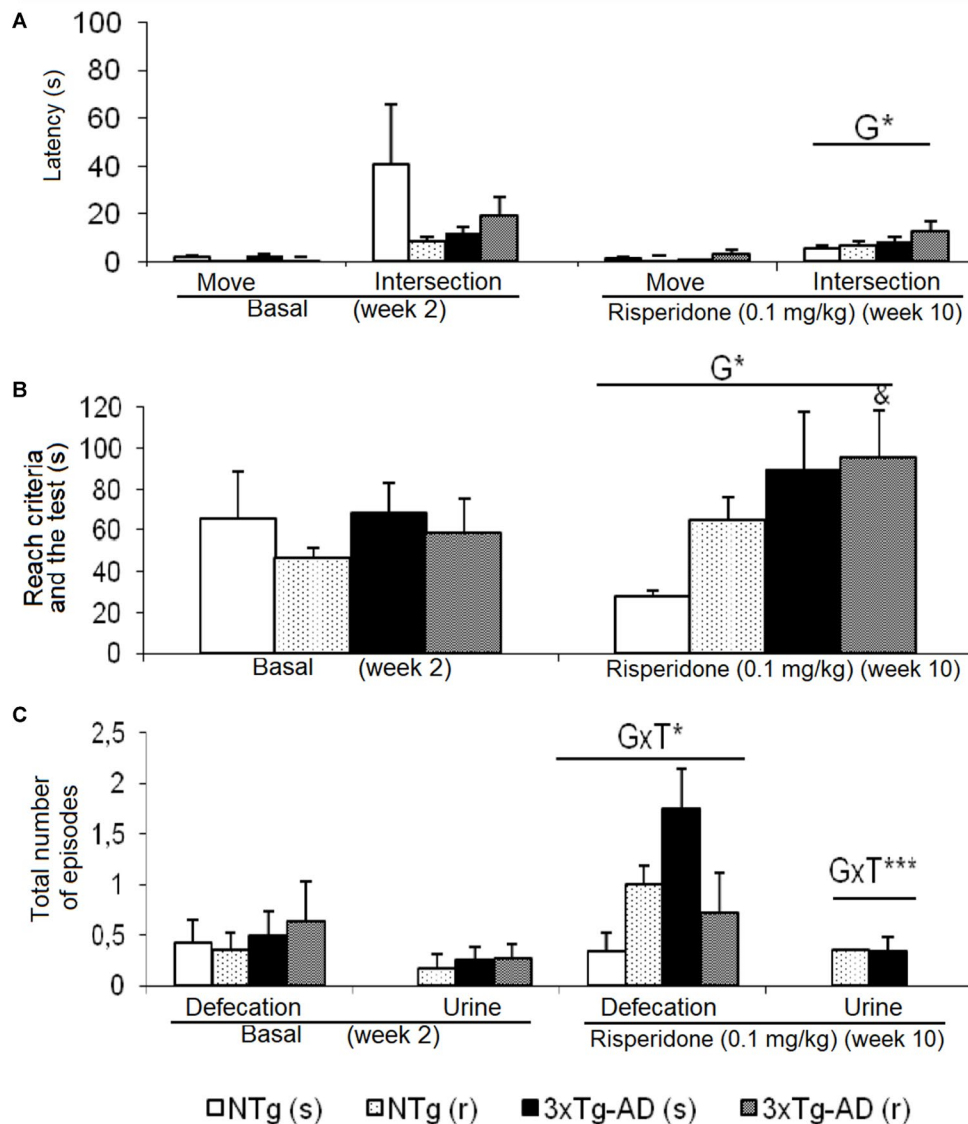 A
Latency (s)
100
80
60
40
20
0
G*
Move Intersection Move Intersection
Basal (week 2) Risperidone (0.1 mg/kg) (week 10)
B
Reach criteria
and the test (s)
120
100
80
60
40
20
0
G*
&
Basal (week 2) Risperidone (0.1 mg/kg) (week 10)
C
Total number
of episodes
2,5
2
1,5
1
0,5
0
GxT*
GxT***
Defecation Urine Defecation Urine
Basal (week 2) Risperidone (0.1 mg/kg) (week 10)
NTg (s) NTg (r) 3xTg-AD (s) 3xTg-AD (r)